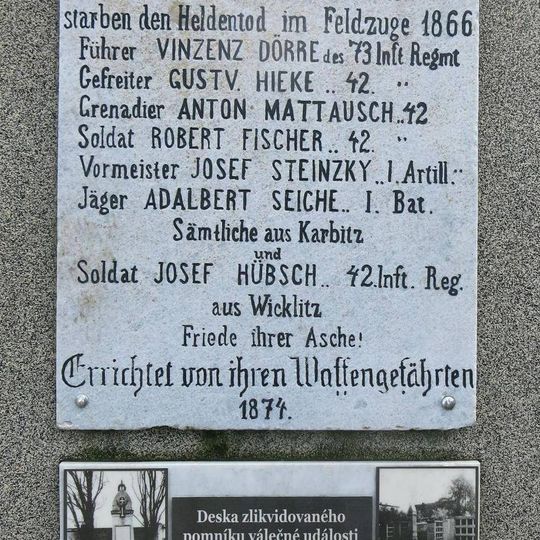 starben den Heldentod im Feldzuge 1866
Führer VINZENZ DÖRRE des 73 Inft Regmt
Gefreiter GUSTV. HIEKE .. 42. "
Grenadier ANTON MATTAUSCH .. 42
Soldat ROBERT FISCHER .. 42. "
Vormeister JOSEF STEINZKY .. I. Artill. "
Jäger ADALBERT SEICHE .. I. Bat.
Sämtliche aus Karbitz
und
Soldat JOSEF HÜBSCH .. 42. Inft. Reg.
aus Wicklitz
Friede ihrer Asche!
Errichtet von ihren Waffengefährten
1874.
Deska zlikvidovaného
pomníku válečné události